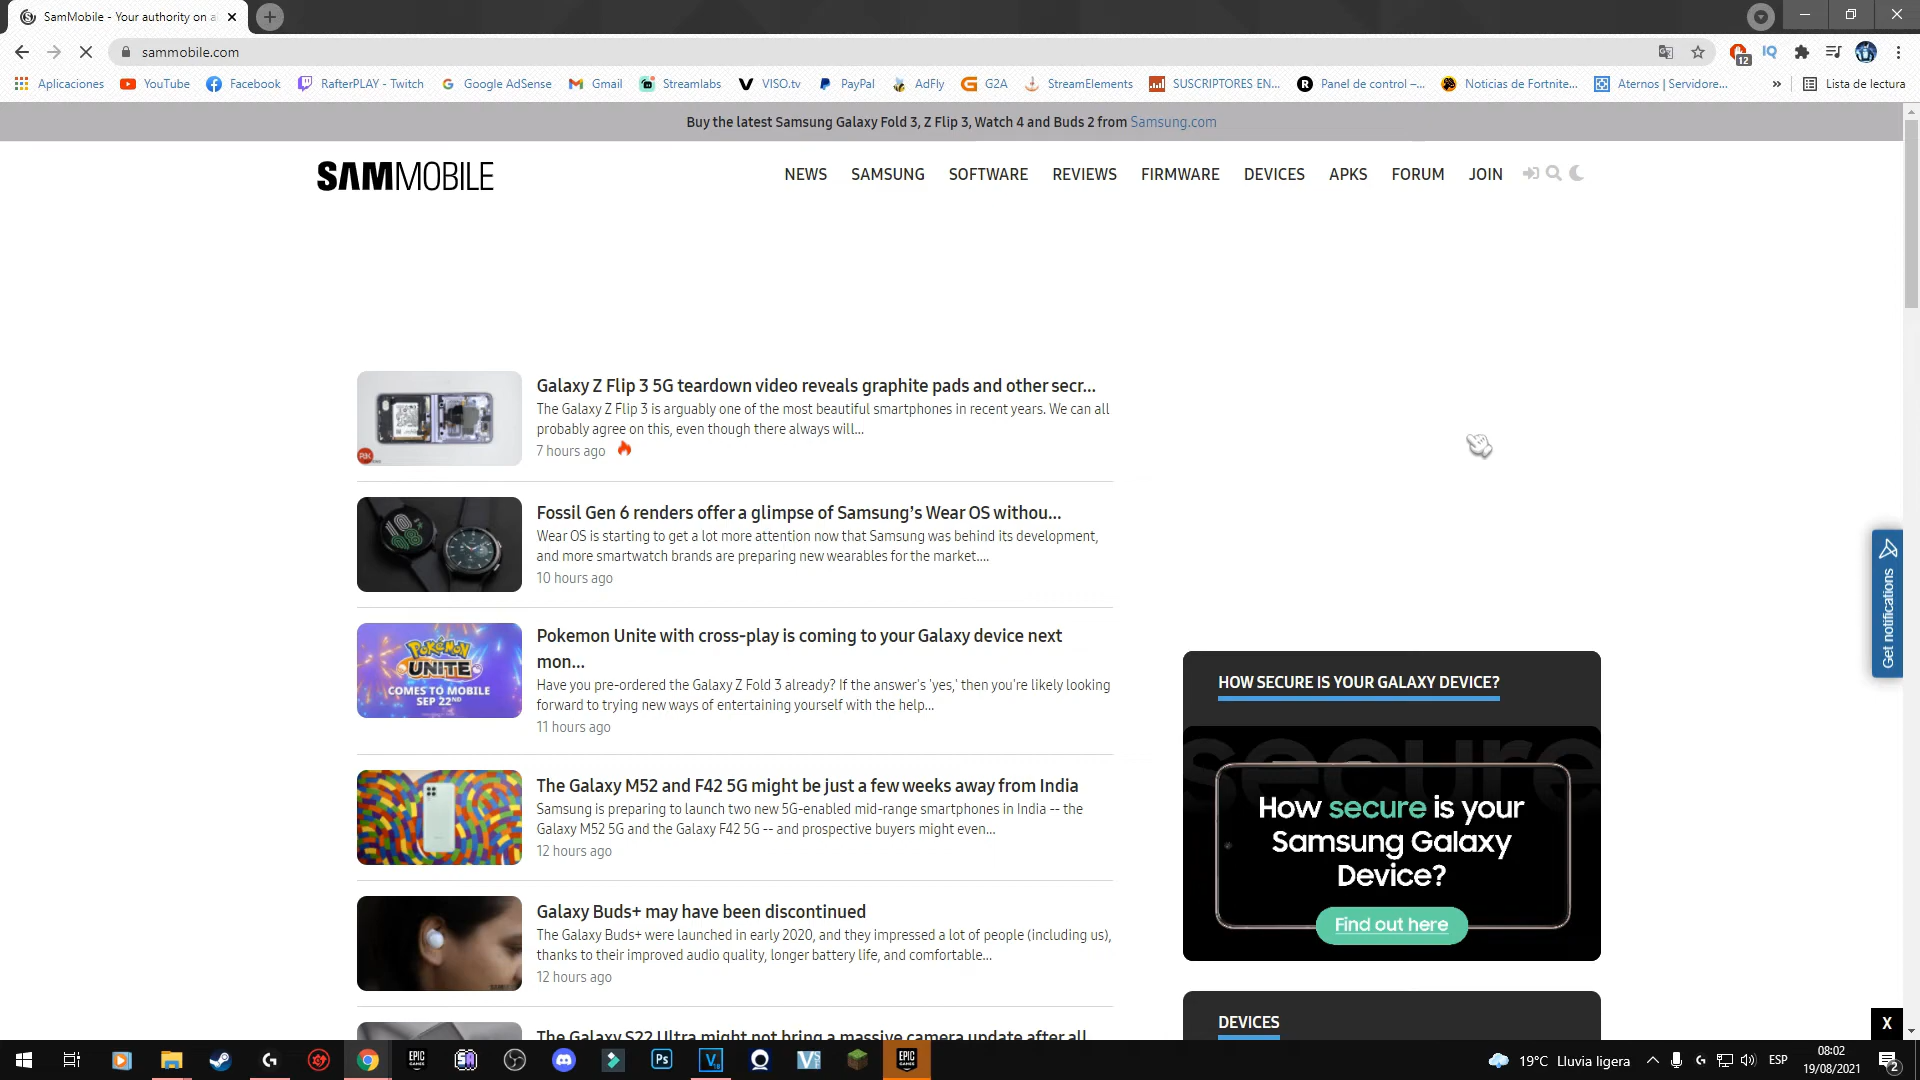 SamMobile - Your authority on a
sammobile.com
12
Aplicaciones
YouTube
Facebook
RafterPLAY - Twitch
Google AdSense
Gmail
Streamlabs
VISO.tv
PayPal
AdFly
G2A
StreamElements
SUSCRIPTORES EN...
Panel de control –...
Noticias de Fortnite...
Aternos | Servidore...
»
Lista de lectura
Buy the latest Samsung Galaxy Fold 3, Z Flip 3, Watch 4 and Buds 2 from Samsung.com
SAMMOBILE
NEWS
SAMSUNG
SOFTWARE
REVIEWS
FIRMWARE
DEVICES
APKS
FORUM
JOIN
Galaxy Z Flip 3 5G teardown video reveals graphite pads and other secr...
The Galaxy Z Flip 3 is arguably one of the most beautiful smartphones in recent years. We can all
probably agree on this, even though there always will...
7 hours ago
Fossil Gen 6 renders offer a glimpse of Samsung’s Wear OS withou...
Wear OS is starting to get a lot more attention now that Samsung was behind its development,
and more smartwatch brands are preparing new wearables for the market....
10 hours ago
POKÉMON
UNITE
COMES TO MOBILE
SEP 22ND
Pokemon Unite with cross-play is coming to your Galaxy device next
mon...
Have you pre-ordered the Galaxy Z Fold 3 already? If the answer's 'yes,' then you're likely looking
forward to trying new ways of entertaining yourself with the help...
11 hours ago
The Galaxy M52 and F42 5G might be just a few weeks away from India
Samsung is preparing to launch two new 5G-enabled mid-range smartphones in India -- the
Galaxy M52 5G and the Galaxy F42 5G -- and prospective buyers might even...
12 hours ago
Galaxy Buds+ may have been discontinued
The Galaxy Buds+ were launched in early 2020, and they impressed a lot of people (including us),
thanks to their improved audio quality, longer battery life, and comfortable...
12 hours ago
The Galaxy S22 Ultra might not bring a massive camera update after all
HOW SECURE IS YOUR GALAXY DEVICE?
secure
How secure is your
Samsung Galaxy
Device?
Find out here
DEVICES
Get notifications
X
EPIC
GAMES
Ps
EPIC
GAMES
19°C Lluvia ligera
ESP
08:02
19/08/2021
2